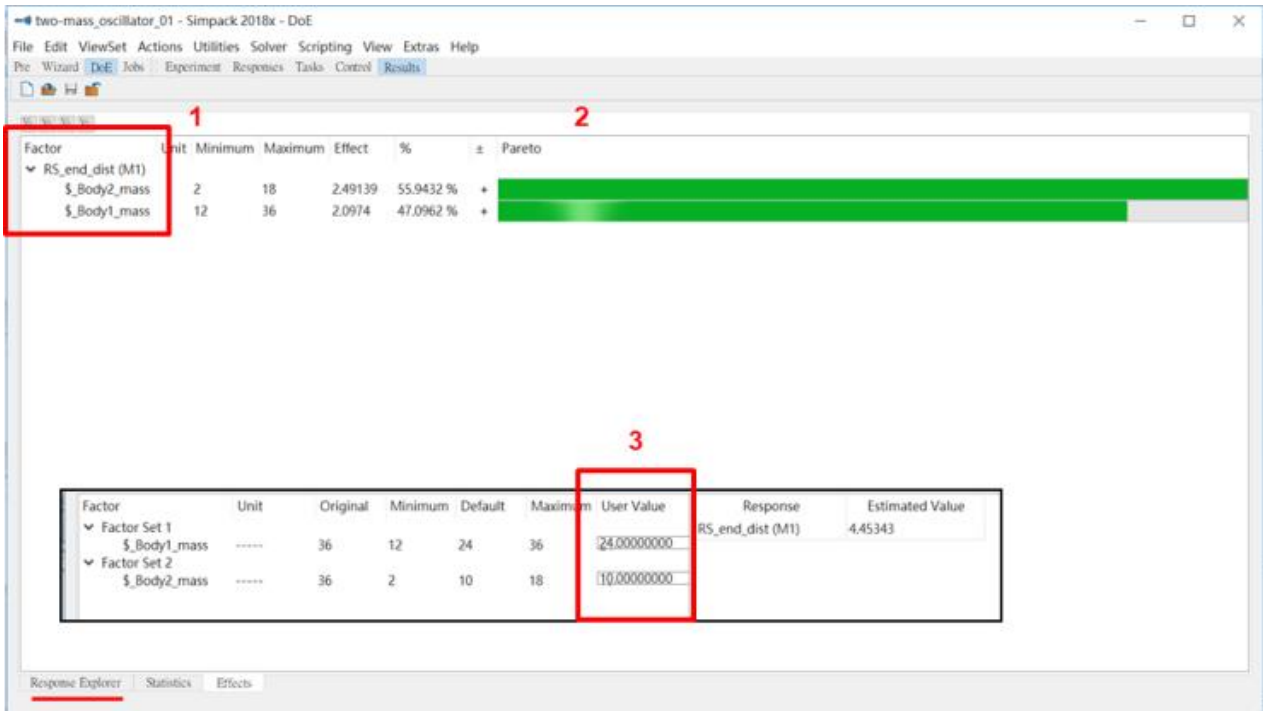 two-mass_oscillator_01 - Simpack 2018x - DoE
File Edit ViewSet Actions Utilities Solver Scripting View Extras Help
Pre Wizard DoE Jobs Experiment Responses Tasks Control Results
1 2
Factor Unit Minimum Maximum Effect % ± Pareto
RS_end_dist (M1)
$_Body2_mass 2 18 2.49139 55.9432 % +
$_Body1_mass 12 36 2.0974 47.0962 % +
3
Factor Unit Original Minimum Default Maximum User Value Response Estimated Value
Factor Set 1
RS_end_dist (M1) 4.45343
$_Body1_mass ----- 36 12 24 36 24.00000000
Factor Set 2
$_Body2_mass ----- 36 2 10 18 10.00000000
Response Explorer Statistics Effects